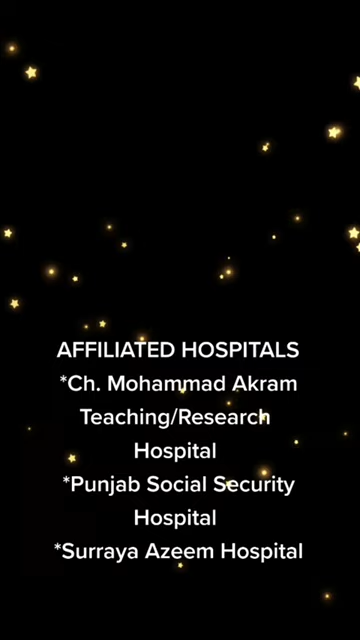 AFFILIATED HOSPITALS
*Ch. Mohammad Akram
Teaching/Research
Hospital
*Punjab Social Security
Hospital
*Surraya Azeem Hospital